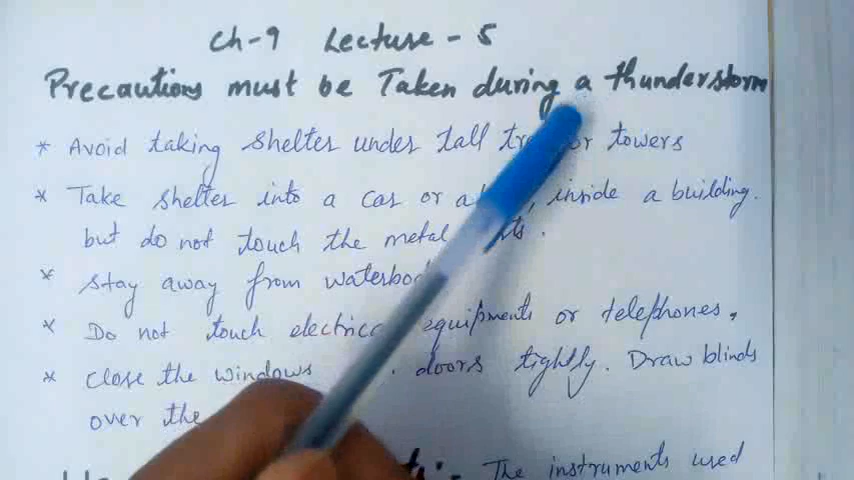 Ch-9 Lecture - 5
Precautions must be Taken during a thunderstorm
* Avoid taking shelter under tall or towers
* Take shelter into a car or a inside a building.
but do not touch the metal
* Stay away from
* Do not touch electrical equipments or telephones.
* Close the windows doors tightly. Draw blinds
over the
The instruments used